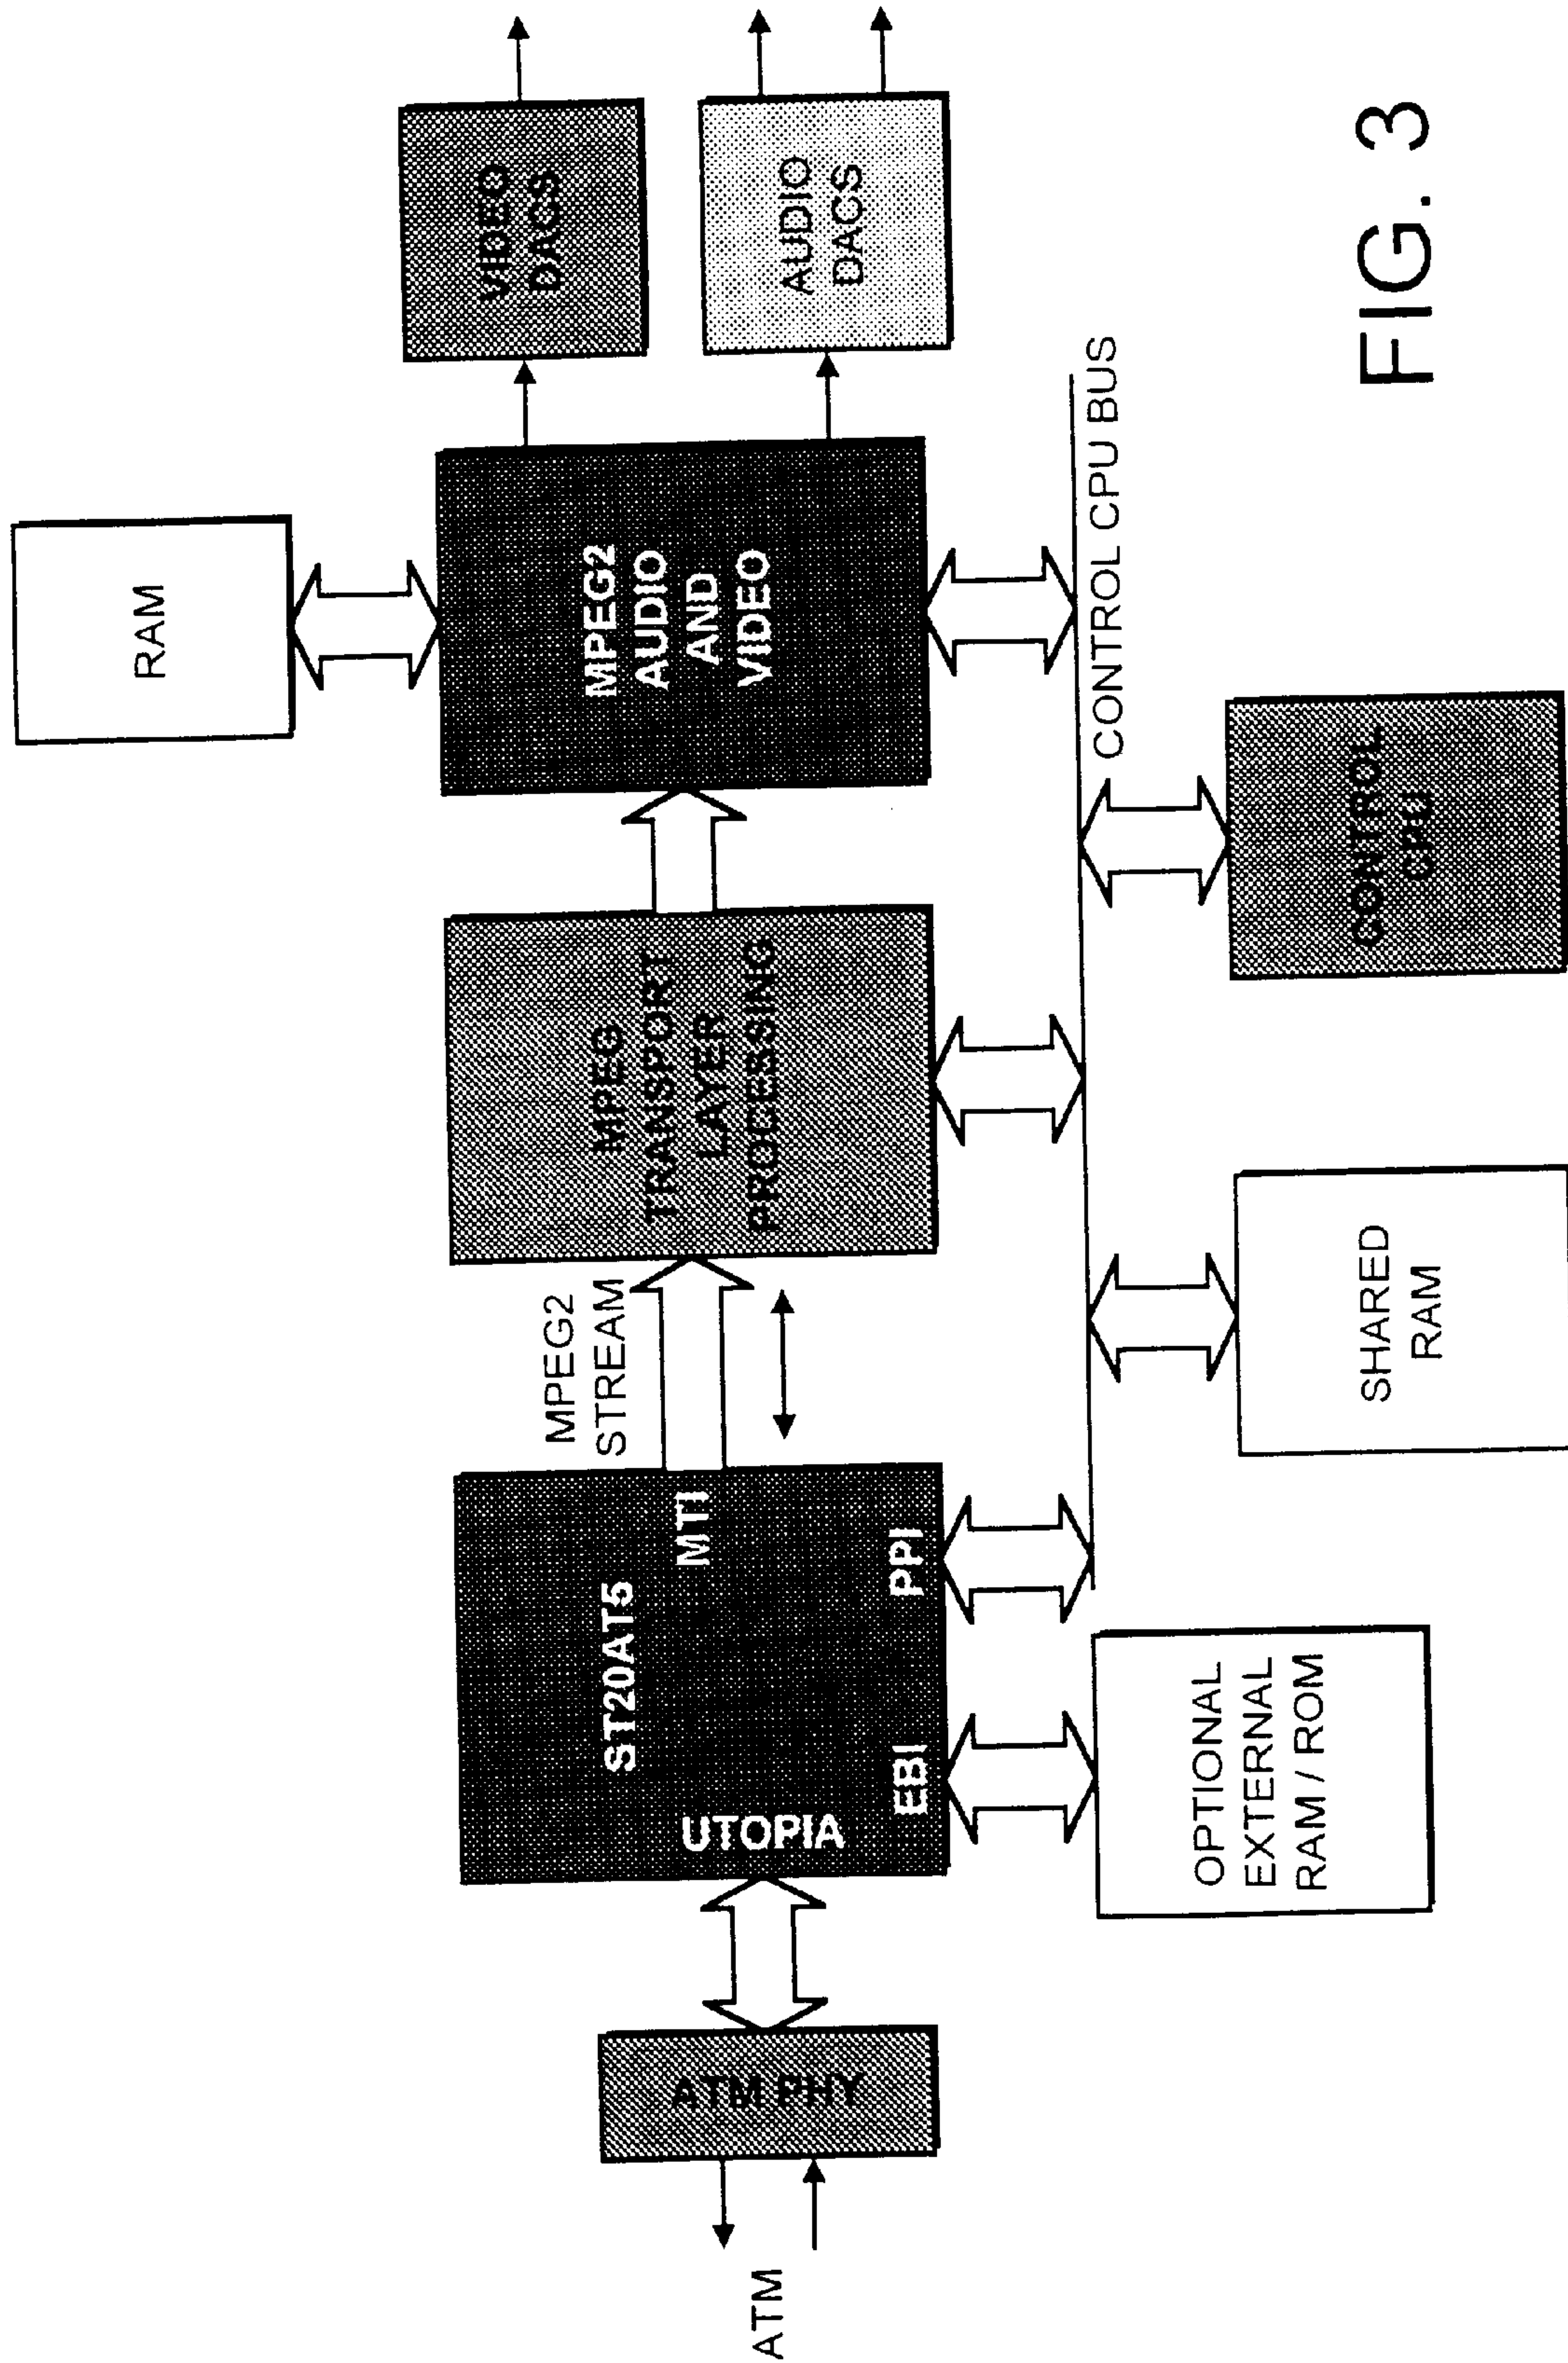 RAM
VIDEO
DACS
AUDIO
DACS
MPEG2
AUDIO
AND
VIDEO
MPEG
TRANSPORT
LAYER
PROCESSING
MPEG2
STREAM
ST20AT5
MTI
UTOPIA
EBI
PPI
ATM PHY
ATM
CONTROL CPU BUS
OPTIONAL
EXTERNAL
RAM / ROM
SHARED
RAM
CONTROL
CPU
FIG. 3